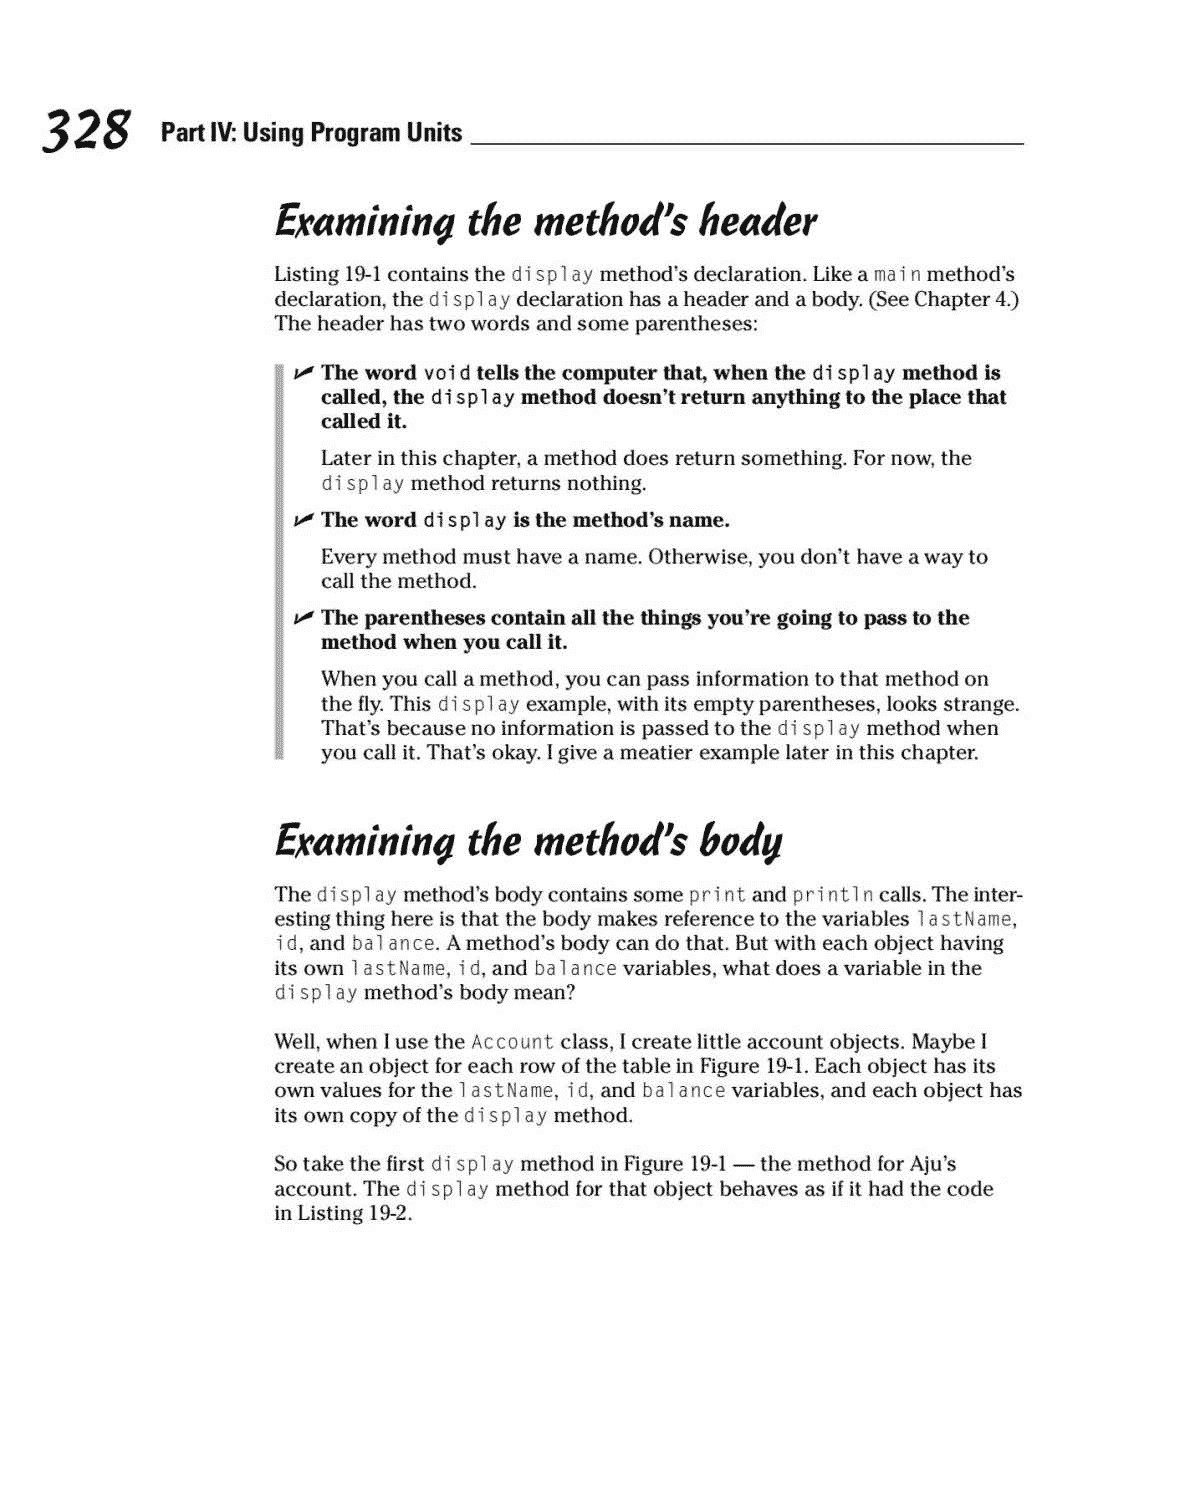 328 Part IV: Using Program Units
Examining the method's header
Listing 19-1 contains the display method's declaration. Like a main method's
declaration, the display declaration has a header and a body. (See Chapter 4.)
The header has two words and some parentheses:
✓ The word void tells the computer that, when the display method is
called, the display method doesn't return anything to the place that
called it.
Later in this chapter, a method does return something. For now, the
display method returns nothing.
✓ The word display is the method's name.
Every method must have a name. Otherwise, you don't have a way to
call the method.
✓ The parentheses contain all the things you're going to pass to the
method when you call it.
When you call a method, you can pass information to that method on
the fly. This display example, with its empty parentheses, looks strange.
That's because no information is passed to the display method when
you call it. That's okay. I give a meatier example later in this chapter.
Examining the method's body
The display method's body contains some print and println calls. The inter-
esting thing here is that the body makes reference to the variables lastName,
id, and balance. A method's body can do that. But with each object having
its own lastName, id, and balance variables, what does a variable in the
display method's body mean?
Well, when I use the Account class, I create little account objects. Maybe I
create an object for each row of the table in Figure 19-1. Each object has its
own values for the lastName, id, and balance variables, and each object has
its own copy of the display method.
So take the first display method in Figure 19-1 — the method for Aju's
account. The display method for that object behaves as if it had the code
in Listing 19-2.